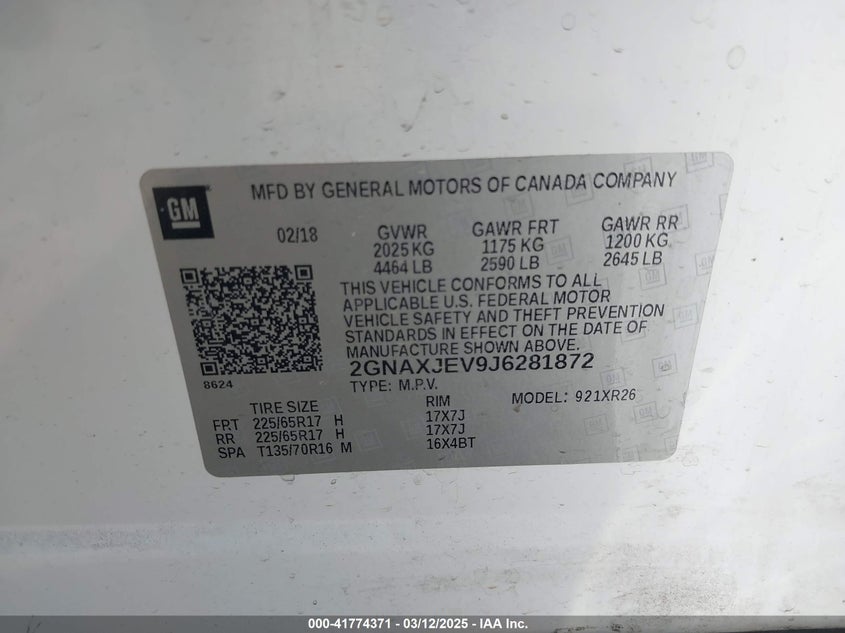 GM
MFD BY GENERAL MOTORS OF CANADA COMPANY
02/18 GVWR GAWR FRT GAWR RR
2025 KG 1175 KG 1200 KG
4464 LB 2590 LB 2645 LB
THIS VEHICLE CONFORMS TO ALL
APPLICABLE U.S. FEDERAL MOTOR
VEHICLE SAFETY AND THEFT PREVENTION
STANDARDS IN EFFECT ON THE DATE OF
MANUFACTURE SHOWN ABOVE.
2GNAXJEV9J6281872
8624 TYPE: M.P.V. MODEL: 921XR26
TIRE SIZE RIM
FRT 225/65R17 H 17X7J
RR 225/65R17 H 17X7J
SPA T135/70R16 M 16X4BT
000-41774371 - 03/12/2025 - IAA Inc.